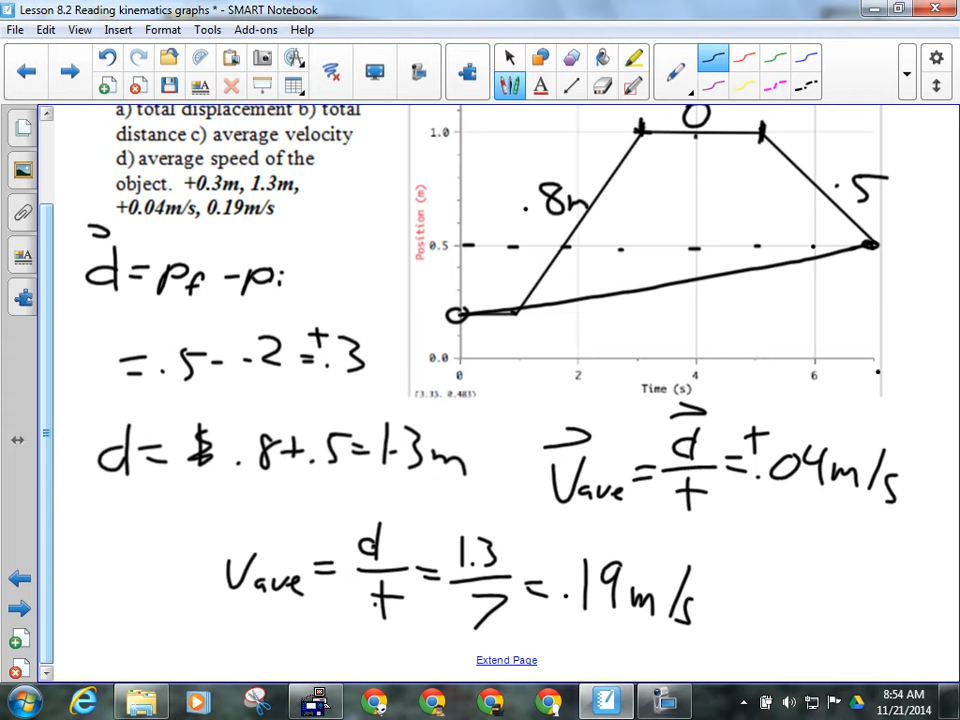 Lesson 8.2 Reading kinematics graphs * - SMART Notebook
File Edit View Insert Format Tools Add-ons Help
a) total displacement b) total
distance c) average velocity
d) average speed of the
object. +0.3m, 1.3m,
+0.04m/s, 0.19m/s
0
1.0
.8m
.5
Position (m)
0.5
0.0
0 2 4 6
Time (s)
(3.33, 0.483)
d = pf - pi
= .5 - .2 = +.3
d = .8 + .5 = 1.3m
Vave = d/t = +.04m/s
Vave = d/t = 1.3/7 = .19m/s
Extend Page
8:54 AM
11/21/2014